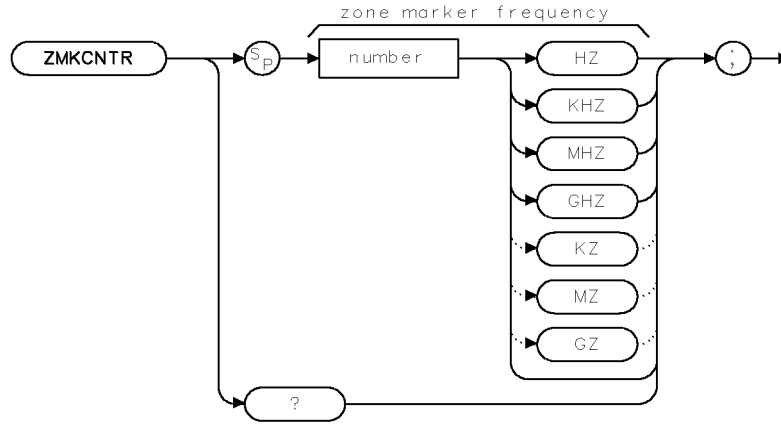 zone marker frequency
ZMKCNTR SP number HZ ;
KHZ
MHZ
GHZ
KZ
MZ
GZ
?